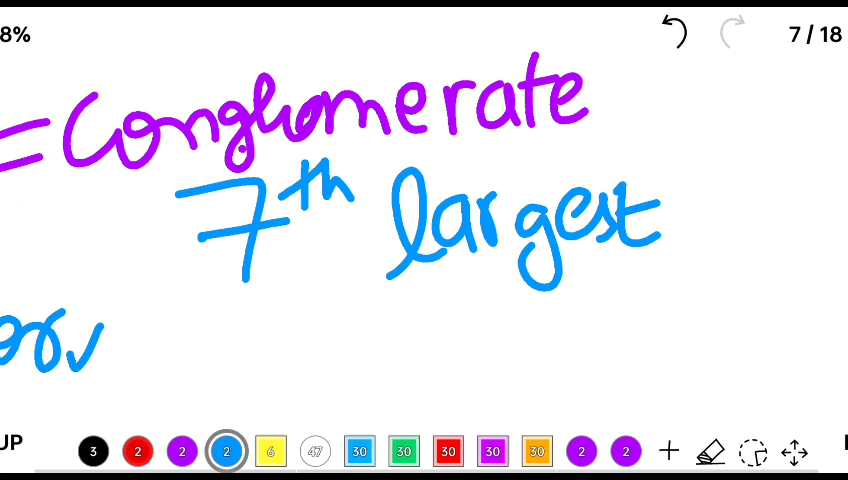 8%
7 / 18
= Conglomerate
7th largest
UP
3 2 2 2 6 47 30 30 30 30 30 2 2